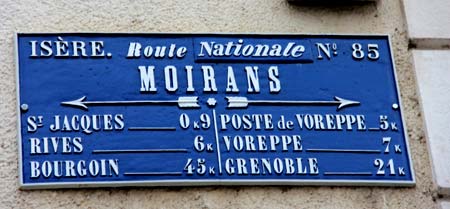 ISÈRE. Route Nationale Nº 85
MOIRANS
ST JACQUES 0K9 POSTE de VOREPPE 5K
RIVES 6K VOREPPE 7K
BOURGOIN 45K GRENOBLE 21K